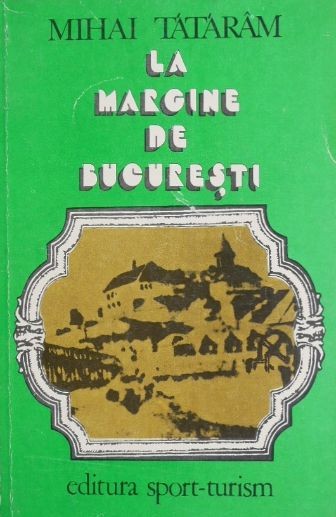 MIHAI TĂTĂRÂM
LA
MARGINE
DE
BUCUREȘTI
editura sport-turism